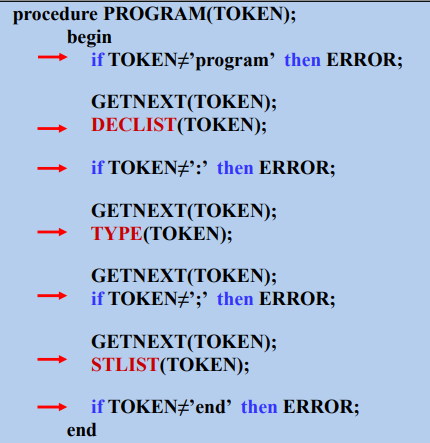 procedure PROGRAM(TOKEN);
begin
if TOKEN≠’program’ then ERROR;
GETNEXT(TOKEN);
DECLIST(TOKEN);
if TOKEN≠’:’ then ERROR;
GETNEXT(TOKEN);
TYPE(TOKEN);
GETNEXT(TOKEN);
if TOKEN≠’;’ then ERROR;
GETNEXT(TOKEN);
STLIST(TOKEN);
if TOKEN≠’end’ then ERROR;
end